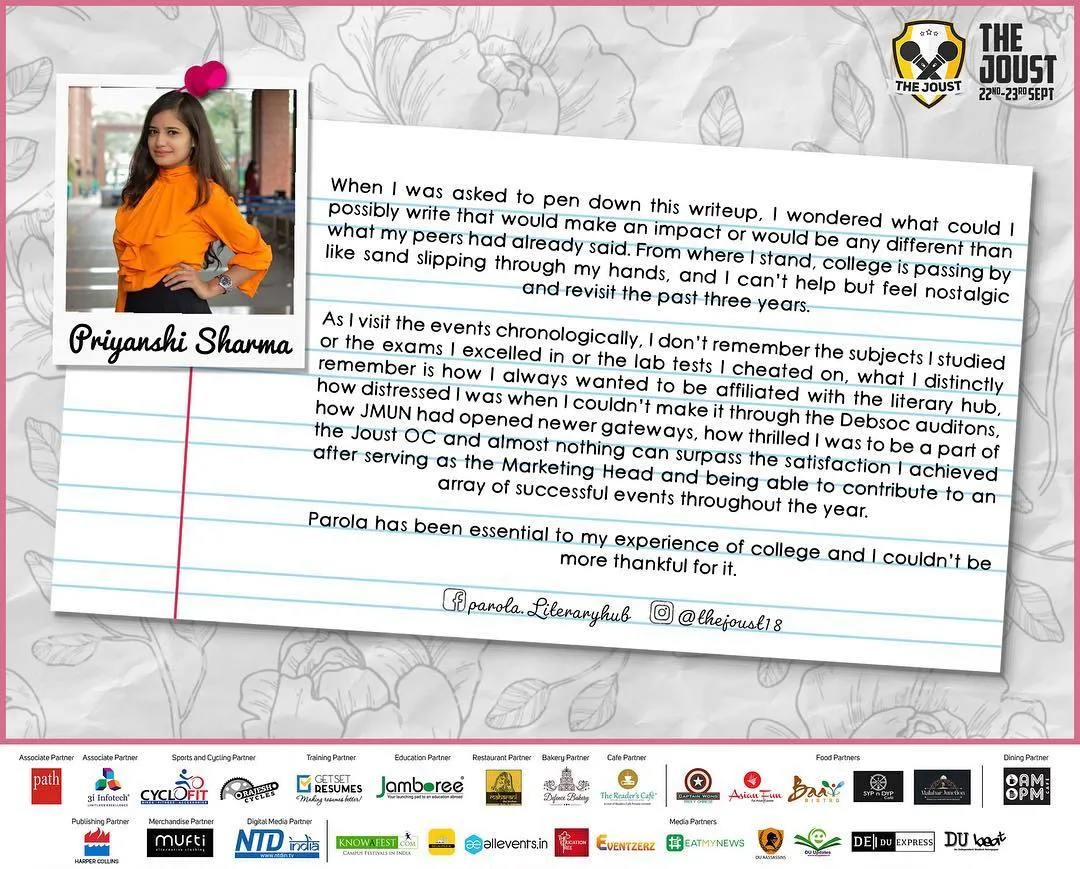 THE JOUST
THE
JOUST
22ND-23RD SEPT
Priyanshi Sharma
When I was asked to pen down this writeup, I wondered what could I
possibly write that would make an impact or would be any different than
what my peers had already said. From where I stand, college is passing by
like sand slipping through my hands, and I can't help but feel nostalgic
and revisit the past three years.
As I visit the events chronologically, I don't remember the subjects I studied
or the exams I excelled in or the lab tests I cheated on, what I distinctly
remember is how I always wanted to be affiliated with the literary hub,
how distressed I was when I couldn't make it through the Debsoc auditons,
how JMUN had opened newer gateways, how thrilled I was to be a part of
the Joust OC and almost nothing can surpass the satisfaction I achieved
after serving as the Marketing Head and being able to contribute to an
array of successful events throughout the year.
Parola has been essential to my experience of college and I couldn't be
more thankful for it.
parola.Literaryhub @thejoust18
Associate Partner Associate Partner Sports and Cycling Partner Training Partner Education Partner Restaurant Partner Bakery Partner Cafe Partner Food Partners Dining Partner
path 3i Infotech CYCLOFIT RAJESH CYCLES GETSET RESUMES Making resumes better! Jamboree Your launching pad to an education abroad Defence Bakery The Reader's Cafe CAPTAIN WONG Asian Fun Baari BISTRO SYP n DYP Cafe Malabar Junction AM-PM
Publishing Partner Merchandise Partner Digital Media Partner Media Partners
HARPER COLLINS mufti alternative clothing NTD india www.ntdin.tv KNOWAFEST.COM CAMPUS FESTIVALS IN INDIA allevents.in EDUCATION TREE EVENTZERZ EATMYNEWS DU ASSASSINS DU Updates DE DU EXPRESS DU beat